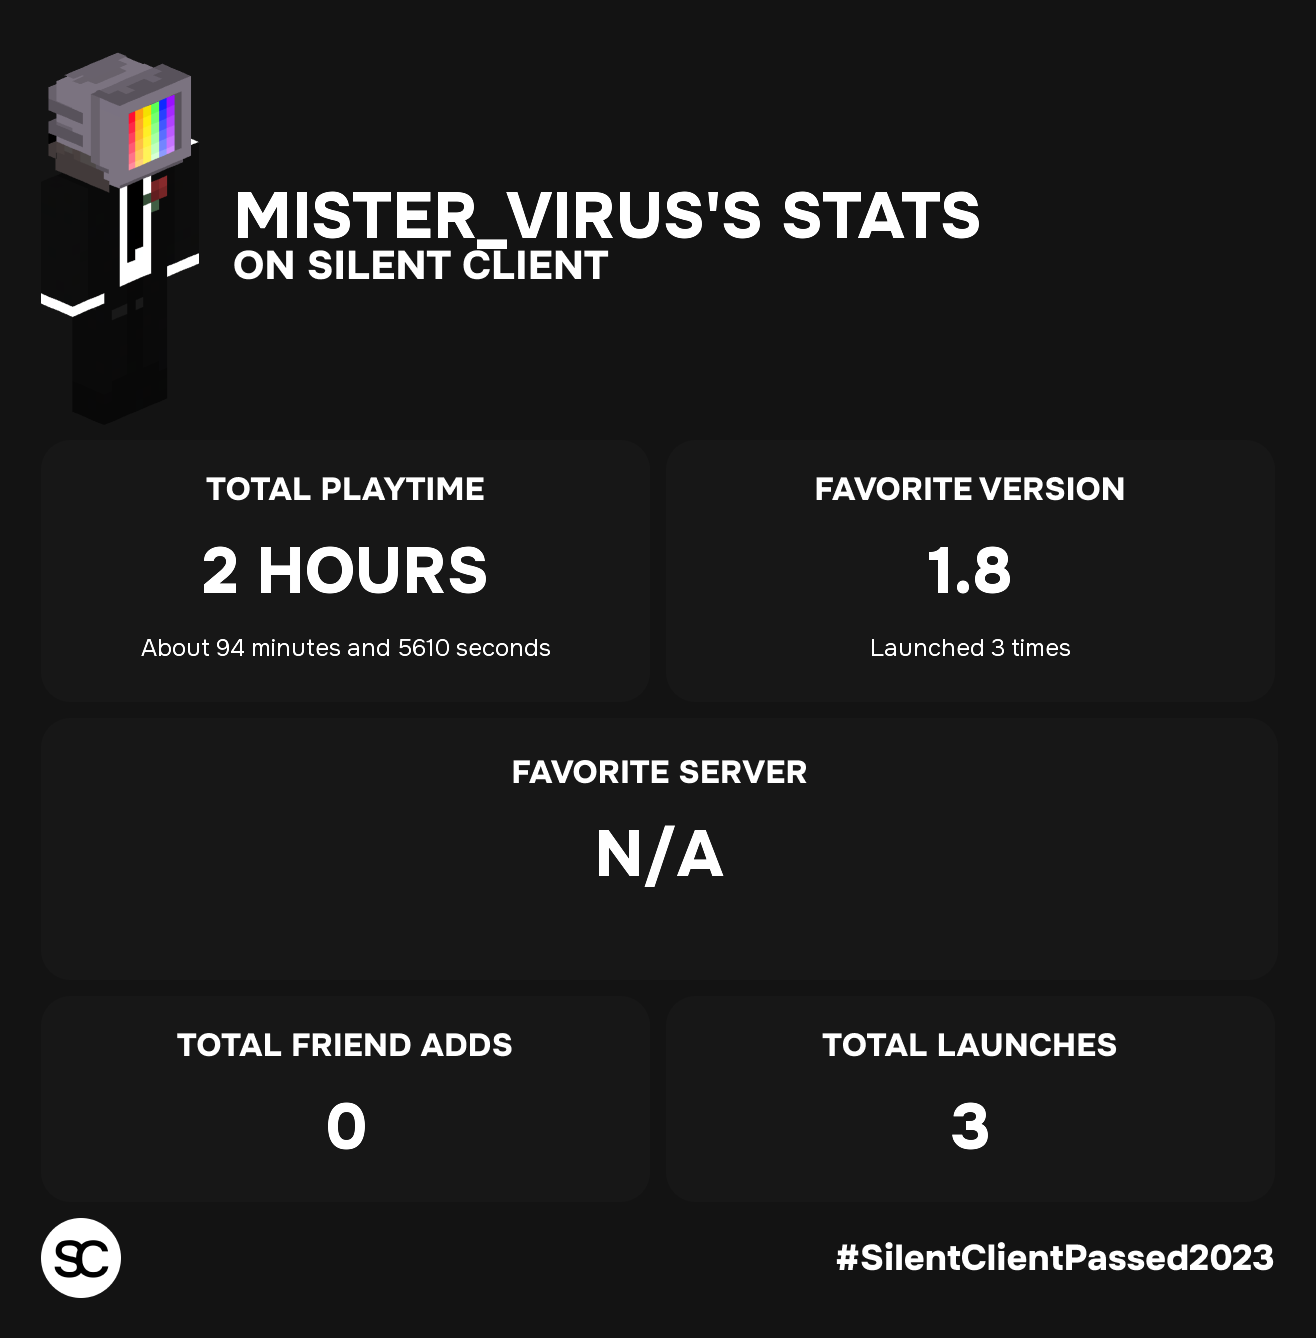 MISTER_VIRUS'S STATS
ON SILENT CLIENT
TOTAL PLAYTIME
2 HOURS
About 94 minutes and 5610 seconds
FAVORITE VERSION
1.8
Launched 3 times
FAVORITE SERVER
N/A
TOTAL FRIEND ADDS
0
TOTAL LAUNCHES
3
SC
#SilentClientPassed2023